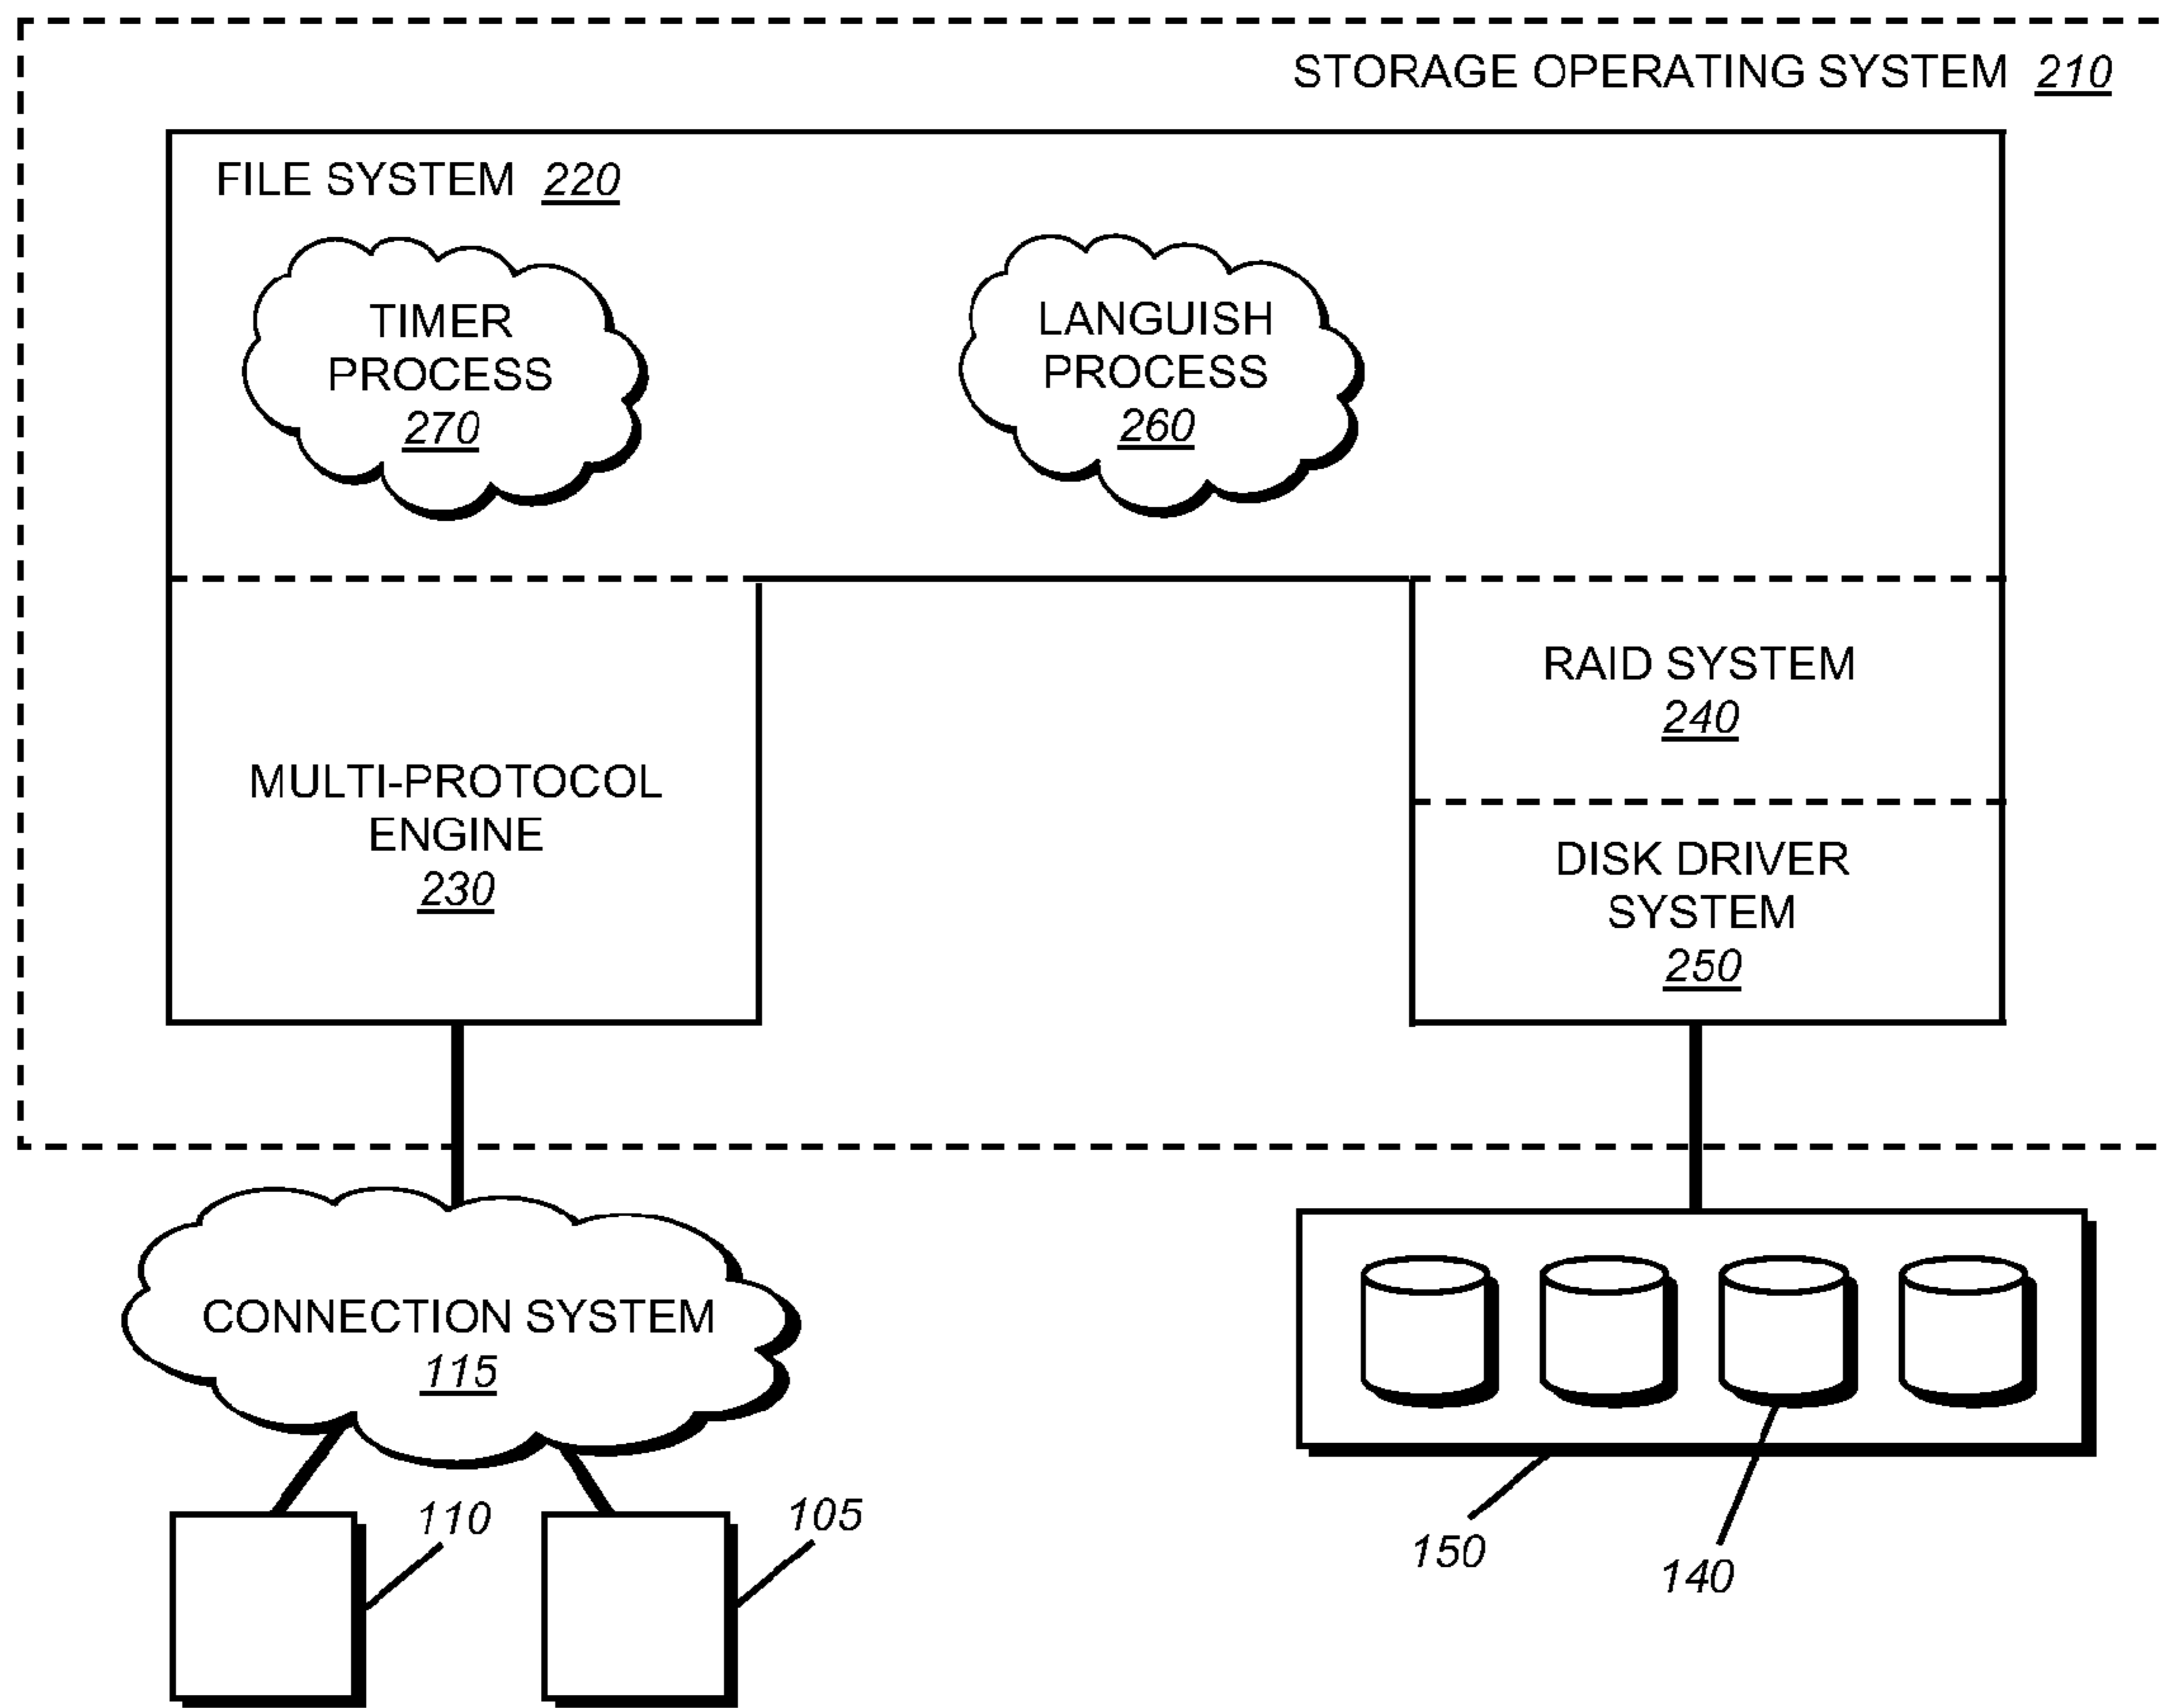 STORAGE OPERATING SYSTEM 210
FILE SYSTEM 220
TIMER
PROCESS
270
LANGUISH
PROCESS
260
MULTI-PROTOCOL
ENGINE
230
RAID SYSTEM
240
DISK DRIVER
SYSTEM
250
CONNECTION SYSTEM
115
110
105
150
140